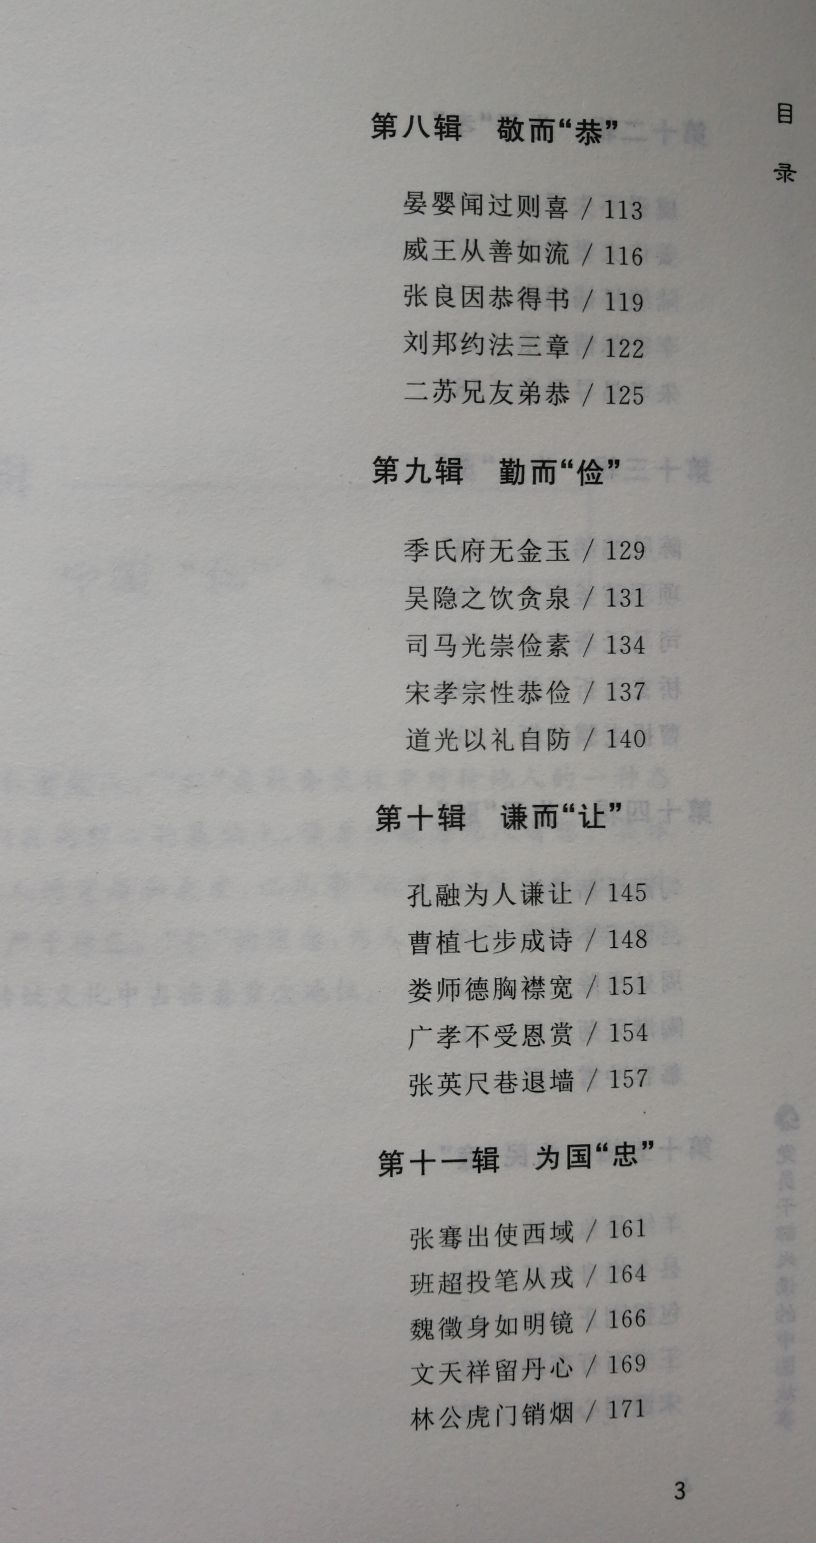 目录
第八辑 敬而“恭”
晏婴闻过则喜 / 113
威王从善如流 / 116
张良因恭得书 / 119
刘邦约法三章 / 122
二苏兄友弟恭 / 125
第九辑 勤而“俭”
季氏府无金玉 / 129
吴隐之饮贪泉 / 131
司马光崇俭素 / 134
宋孝宗性恭俭 / 137
道光以礼自防 / 140
第十辑 谦而“让”
孔融为人谦让 / 145
曹植七步成诗 / 148
娄师德胸襟宽 / 151
广孝不受恩赏 / 154
张英尺巷退墙 / 157
第十一辑 为国“忠”
张骞出使西域 / 161
班超投笔从戎 / 164
魏徵身如明镜 / 166
文天祥留丹心 / 169
林公虎门销烟 / 171
3